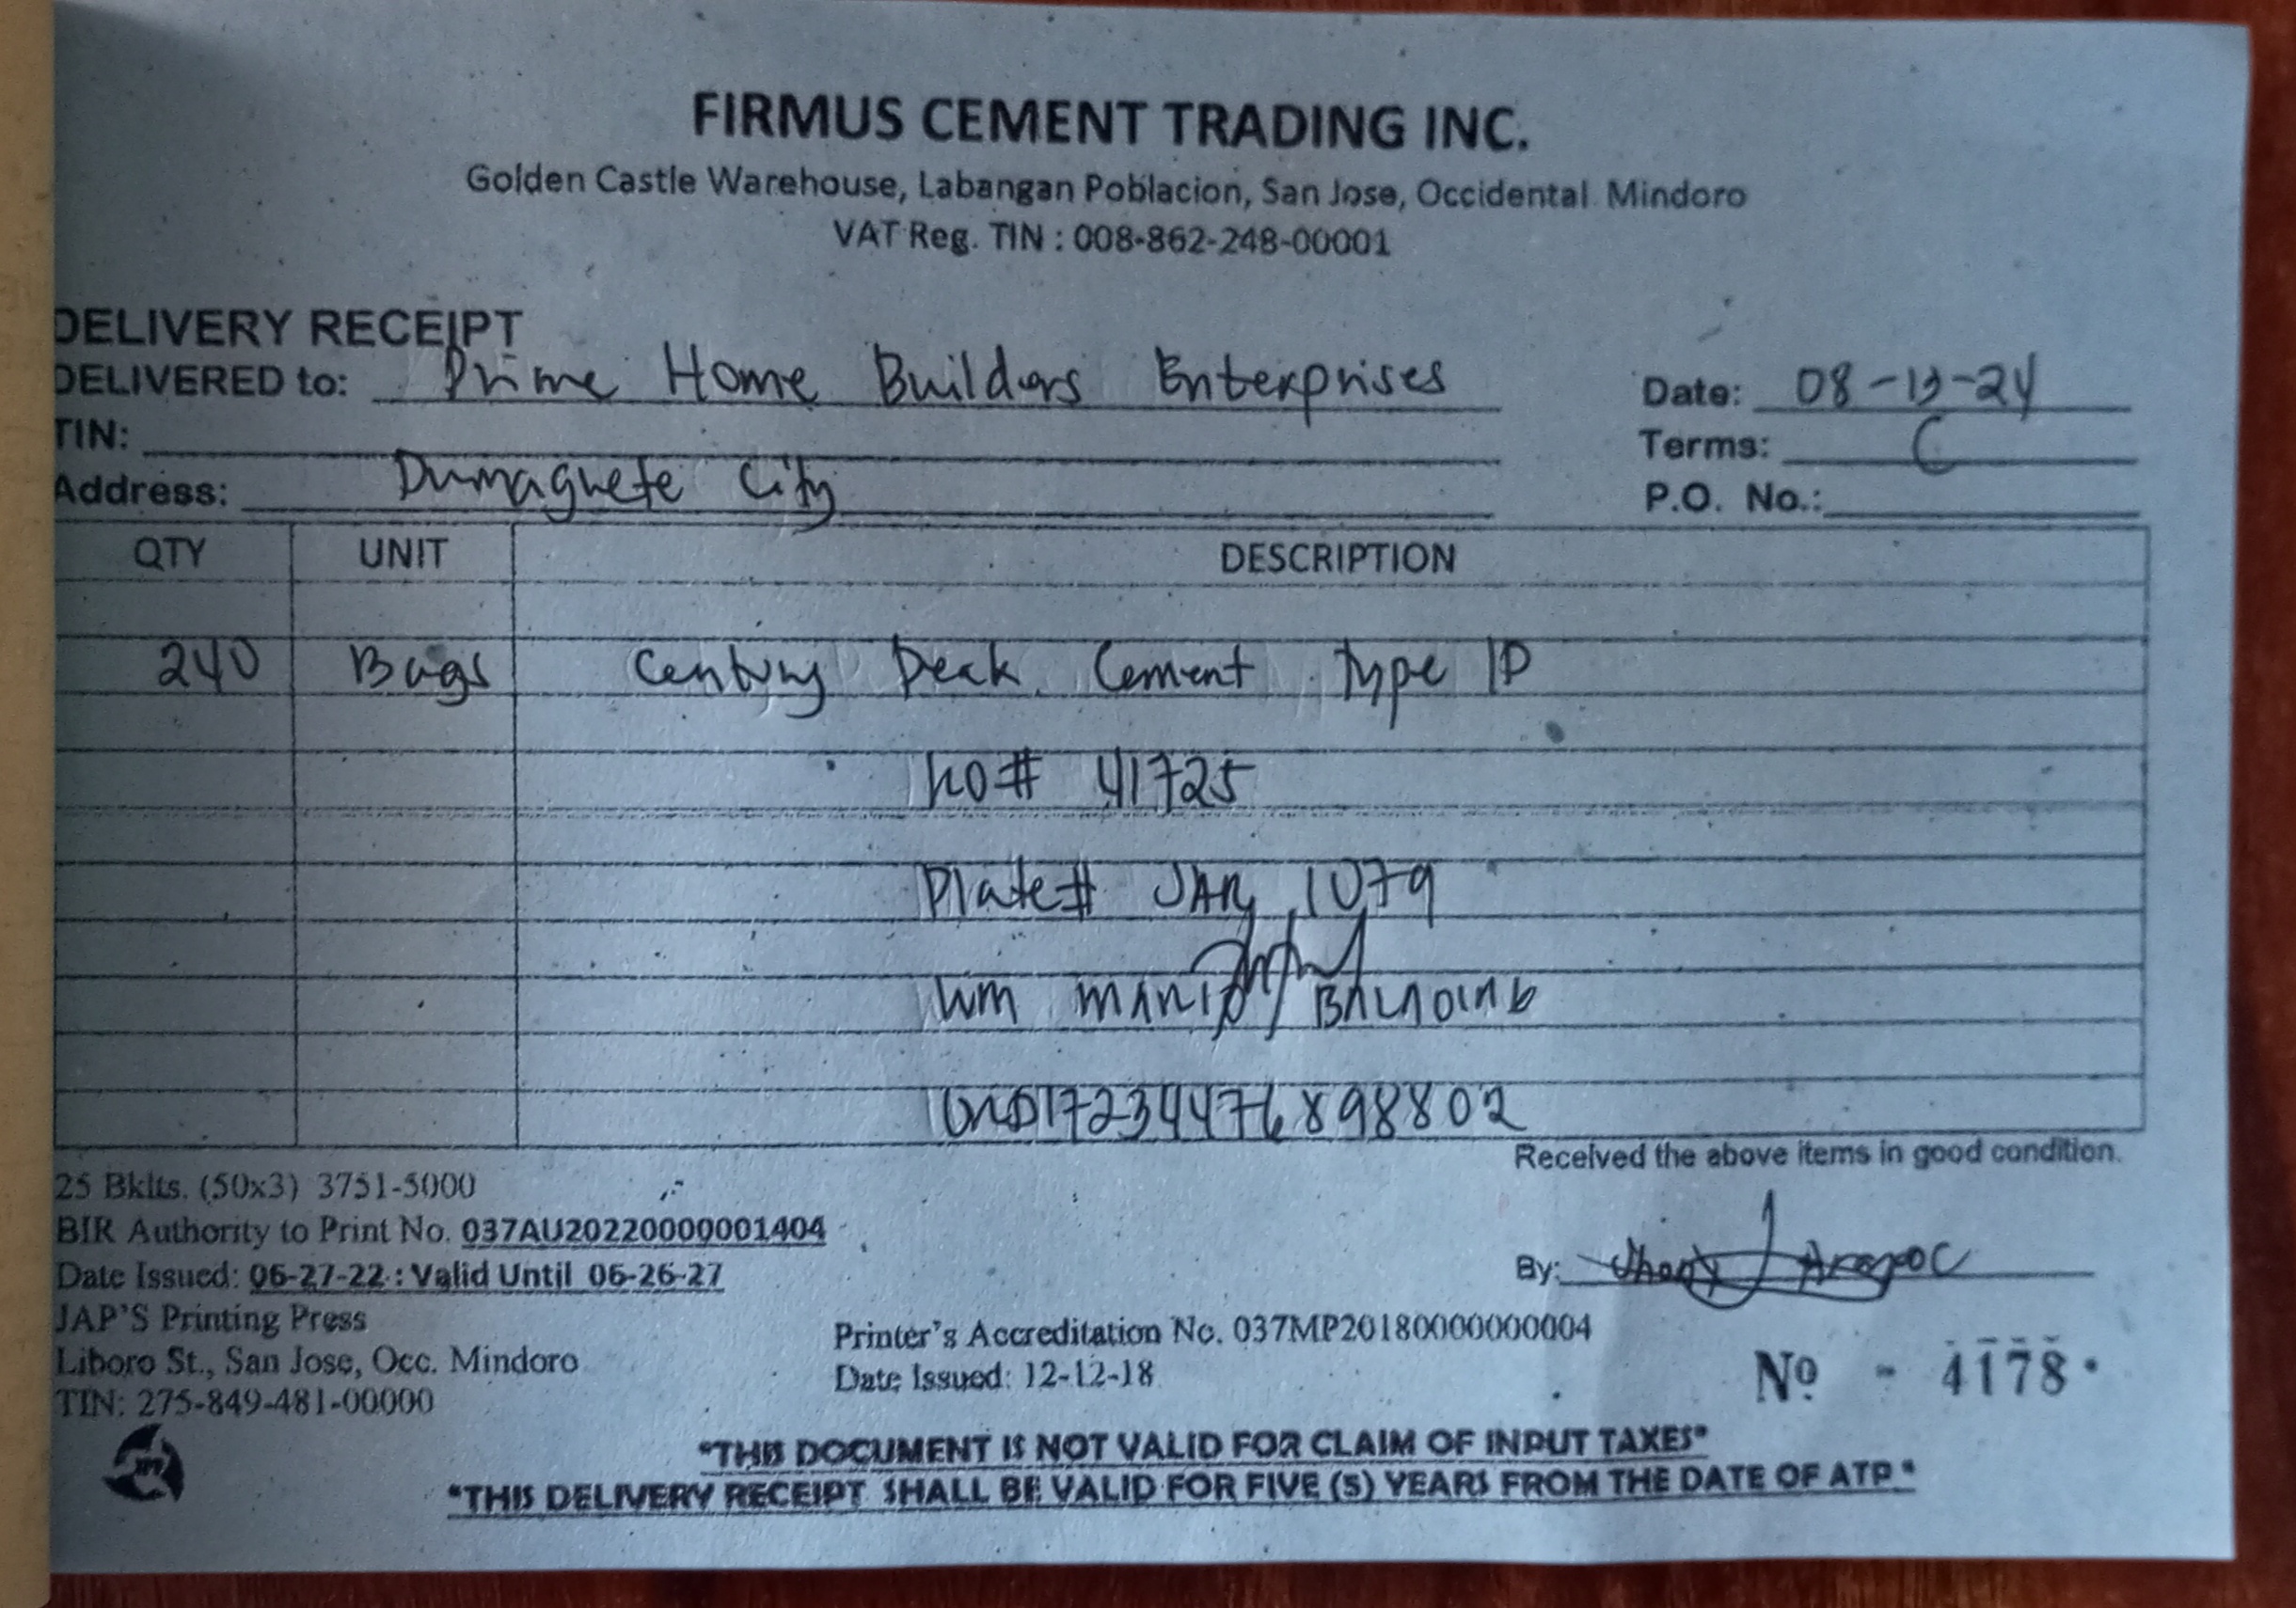 FIRMUS CEMENT TRADING INC.
Golden Castle Warehouse, Labangan Poblacion, San Jose, Occidental Mindoro
VAT Reg. TIN : 008-862-248-00001
DELIVERY RECEIPT
DELIVERED to: Prime Home Builders Enterprises
Date: 08-13-24
TIN:
Terms: C
Address: Dumaguete City
P.O. No.:
QTY UNIT DESCRIPTION
240 Bags Century Peak Cement Type 1P
# 41725
Plate# 1079
25 Bklts. (50x3) 3751-5000
Received the above items in good condition.
BIR Authority to Print No. 037AU20220000001404
Date Issued: 06-27-22 : Valid Until 06-26-27
By:
JAP'S Printing Press
Liboro St., San Jose, Occ. Mindoro
TIN: 275-849-481-00000
Printer's Accreditation No. 037MP20180000000004
Date Issued: 12-12-18
Nº - 4178
"THIS DOCUMENT IS NOT VALID FOR CLAIM OF INPUT TAXES"
"THIS DELIVERY RECEIPT SHALL BE VALID FOR FIVE (5) YEARS FROM THE DATE OF ATP."